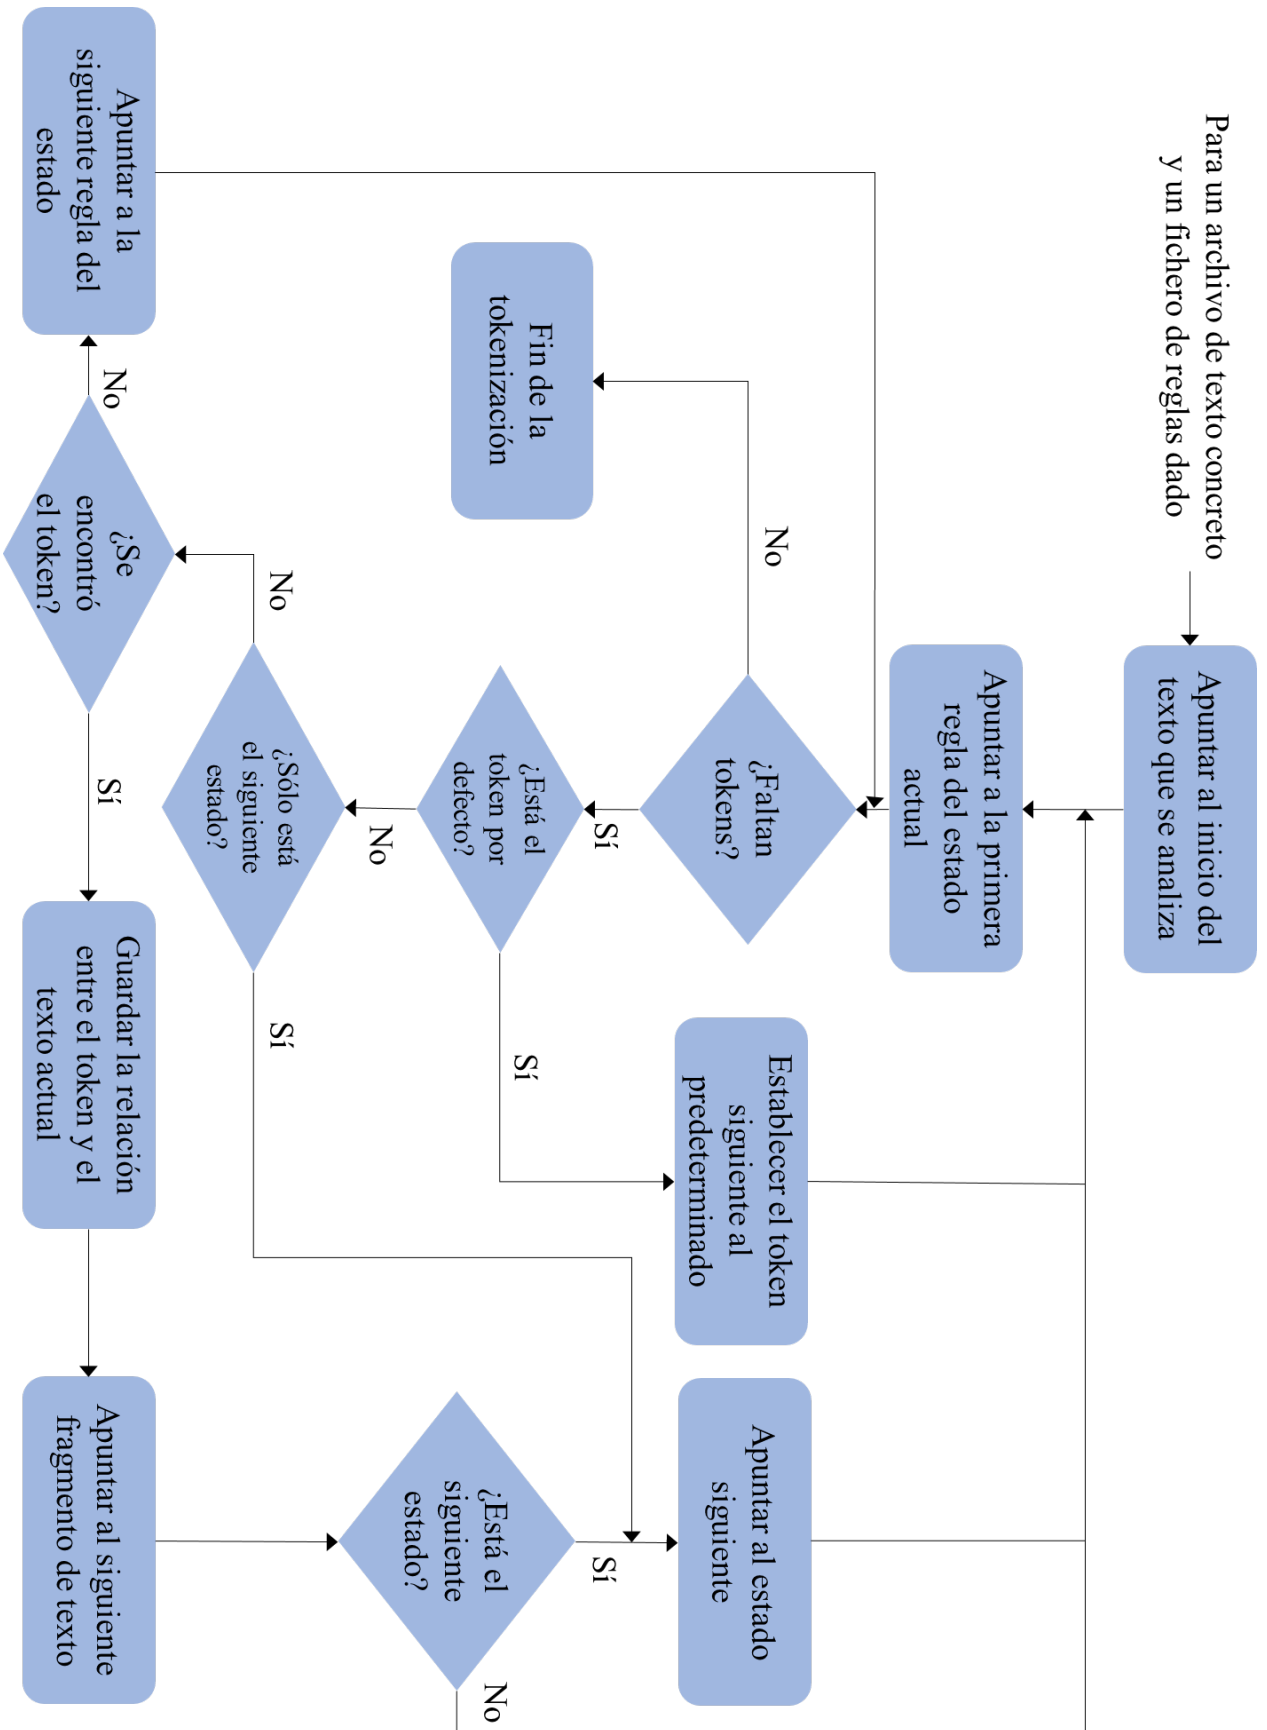 Para un archivo de texto concreto
y un fichero de reglas dado
Apuntar al inicio del
texto que se analiza
Apuntar a la primera
regla del estado
actual
¿Faltan
tokens?
No
Sí
Fin de la
tokenización
¿Está el
token por
defecto?
Sí
No
Establecer el token
siguiente al
predeterminado
¿Sólo está
el siguiente
estado?
No
Sí
¿Se
encontró
el token?
No
Sí
Apuntar a la
siguiente regla del
estado
Guardar la relación
entre el token y el
texto actual
Apuntar al siguiente
fragmento de texto
¿Está el
siguiente
estado?
Sí
No
Apuntar al estado
siguiente